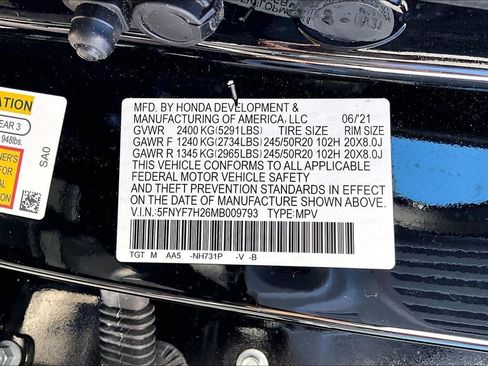 EAR 3
948lbs.
SA0
MFD. BY HONDA DEVELOPMENT &
MANUFACTURING OF AMERICA, LLC 06/'21
GVWR 2400 KG(5291LBS) TIRE SIZE RIM SIZE
GAWR F 1240 KG(2734LBS) 245/50R20 102H 20X8.0J
GAWR R 1345 KG(2965LBS) 245/50R20 102H 20X8.0J
THIS VEHICLE CONFORMS TO ALL APPLICABLE
FEDERAL MOTOR VEHICLE SAFETY
AND THEFT PREVENTION STANDARDS IN EFFECT
ON THE DATE OF MANUFACTURE SHOWN ABOVE.
V.I.N. :5FNYF7H26MB009793 TYPE:MPV
TGT M AA5 -NH731P -V -B